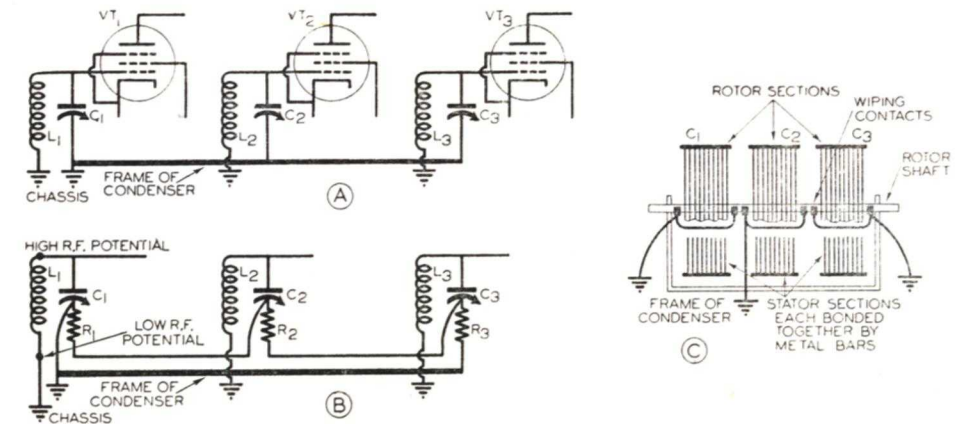 VT1
VT2
VT3
L1
C1
L2
C2
L3
C3
FRAME OF
CONDENSER
CHASSIS
A
HIGH R.F. POTENTIAL
L1
C1
R1
L2
C2
R2
L3
C3
R3
LOW R.F.
POTENTIAL
FRAME OF
CONDENSER
CHASSIS
B
ROTOR SECTIONS
WIPING
CONTACTS
C1
C2
C3
ROTOR
SHAFT
FRAME OF
CONDENSER
STATOR SECTIONS
EACH BONDED
TOGETHER BY
METAL BARS
C